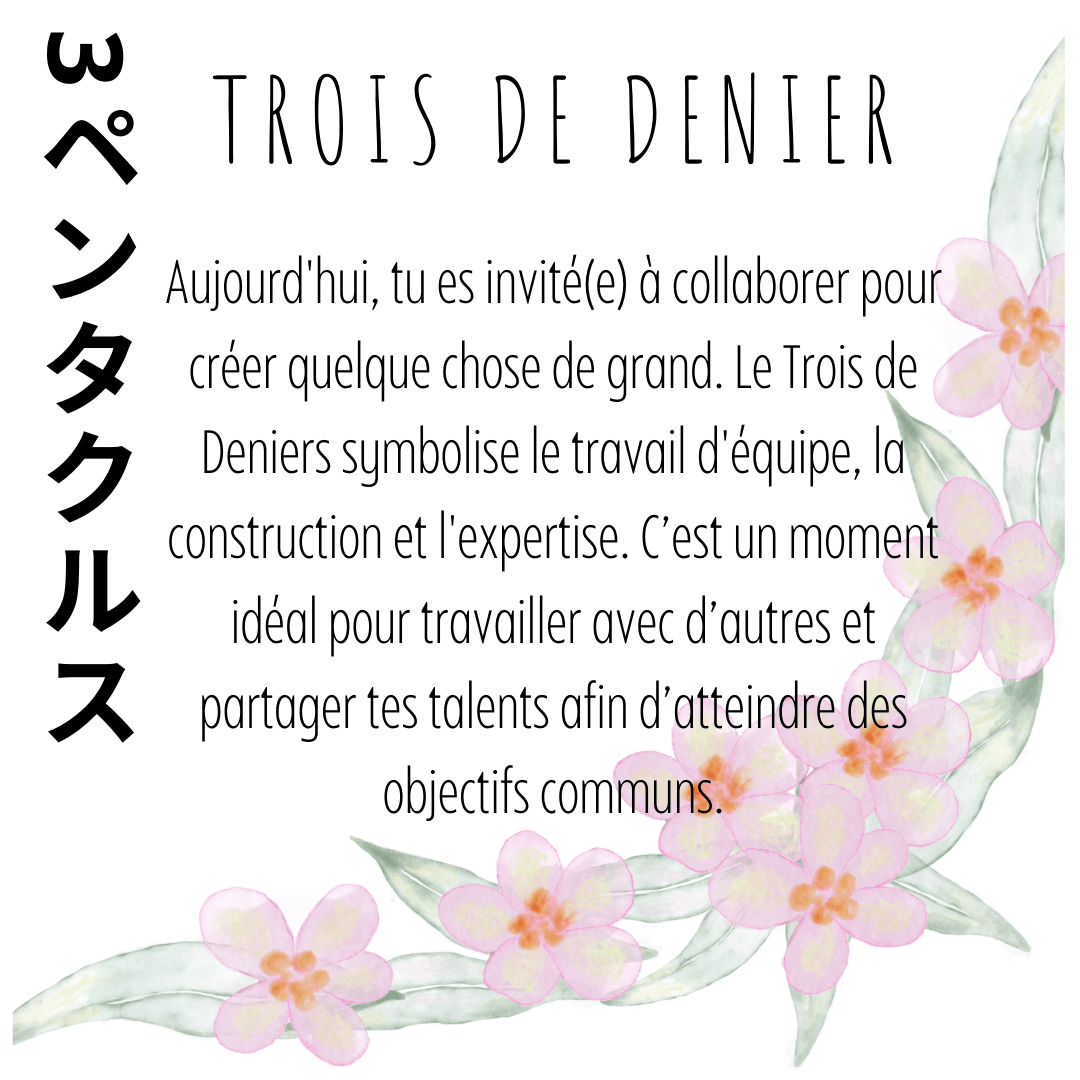 3ペンタクルス
TROIS DE DENIER
Aujourd'hui, tu es invité(e) à collaborer pour
créer quelque chose de grand. Le Trois de
Deniers symbolise le travail d'équipe, la
construction et l'expertise. C’est un moment
idéal pour travailler avec d’autres et
partager tes talents afin d’atteindre des
objectifs communs.